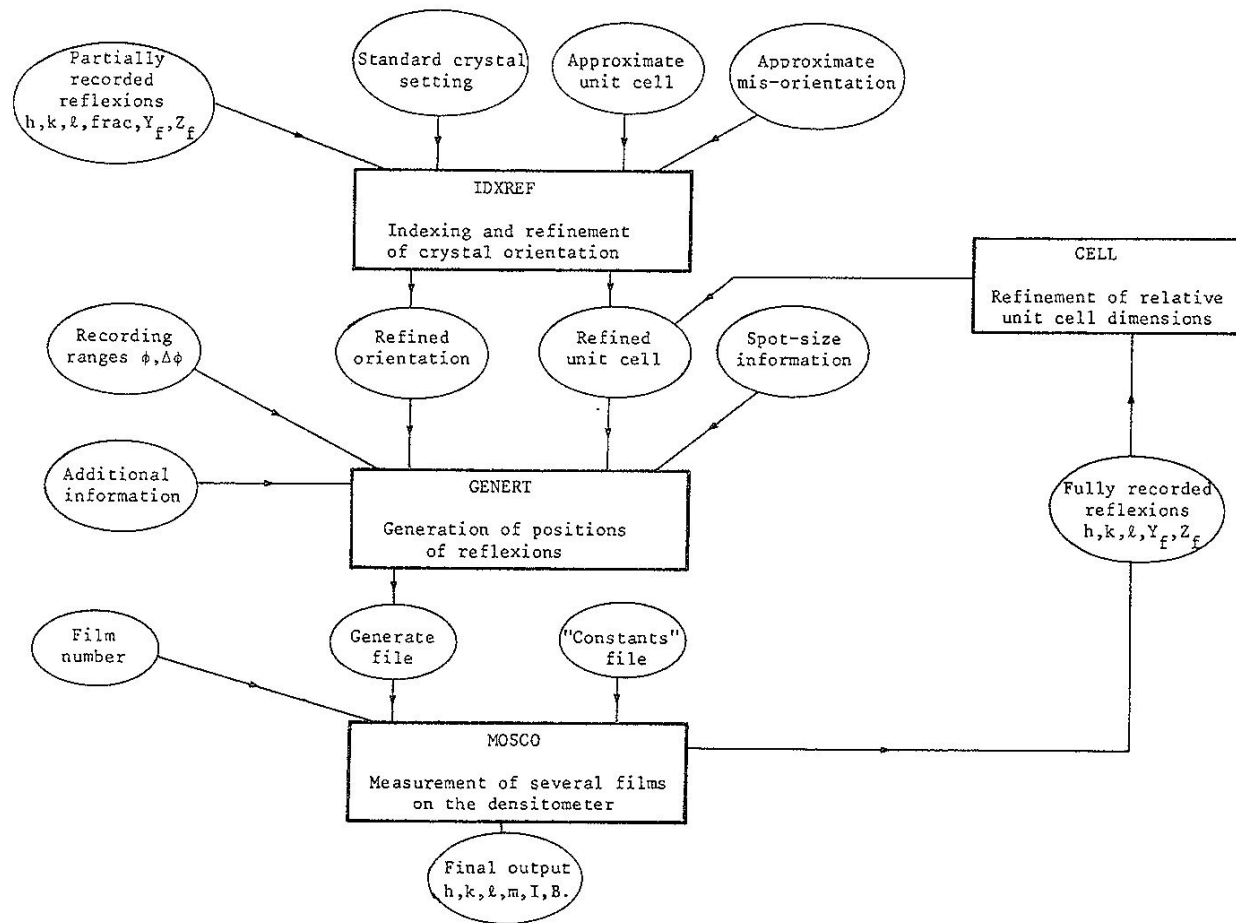 Partially
recorded
reflexions
h,k,ℓ,frac,Y_f,Z_f
Standard crystal
setting
Approximate
unit cell
Approximate
mis-orientation
IDXREF
Indexing and refinement
of crystal orientation
CELL
Refinement of relative
unit cell dimensions
Recording
ranges ϕ,Δϕ
Refined
orientation
Refined
unit cell
Spot-size
information
Additional
information
GENERT
Generation of positions
of reflexions
Fully recorded
reflexions
h,k,ℓ,Y_f,Z_f
Film
number
Generate
file
"Constants"
file
MOSCO
Measurement of several films
on the densitometer
Final output
h,k,ℓ,m,I,B.